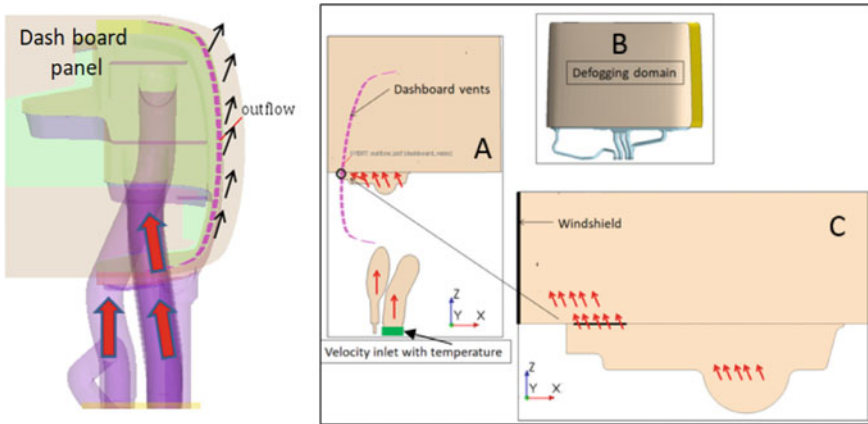 Dash board
panel
outflow
Dashboard vents
A
Z
Y
X
Velocity inlet with temperature
B
Defogging domain
C
Windshield
Z
Y
X